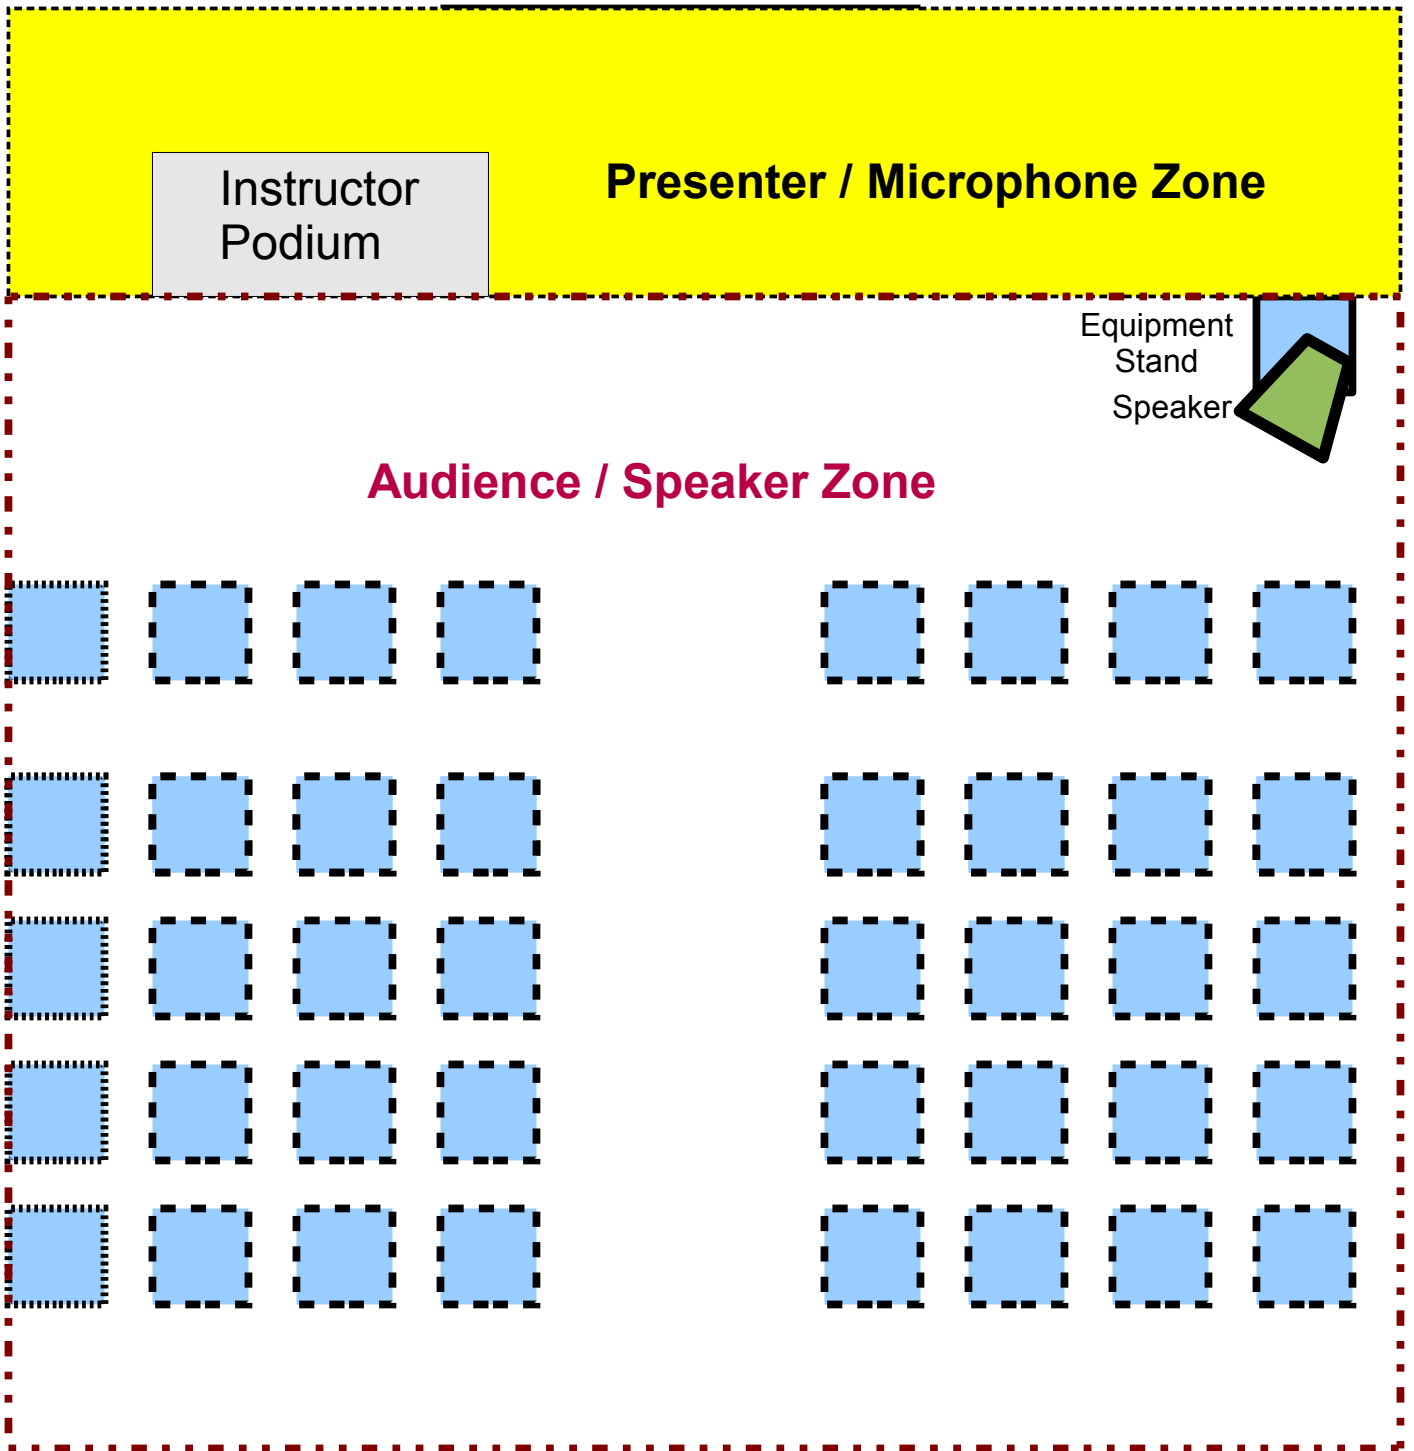 Instructor
Podium
Presenter / Microphone Zone
Equipment
Stand
Speaker
Audience / Speaker Zone